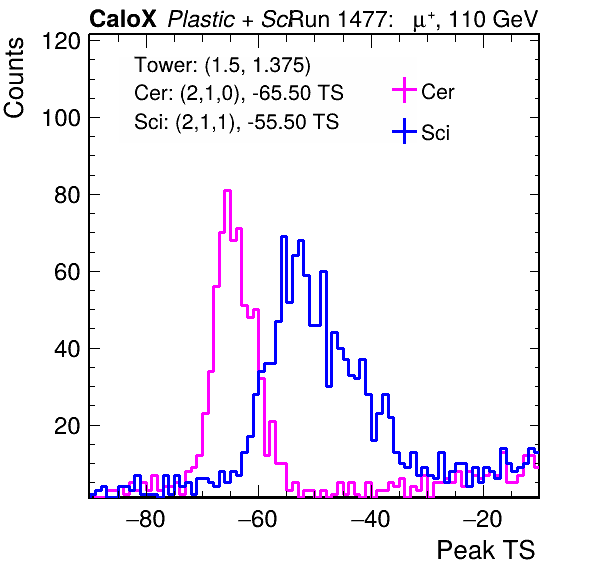 CaloX Plastic + Sci Run 1477: μ⁺, 110 GeV
Counts
120
100
80
60
40
20
Tower: (1.5, 1.375)
Cer: (2,1,0), -65.50 TS
Sci: (2,1,1), -55.50 TS
Cer
Sci
−80 −60 −40 −20
Peak TS